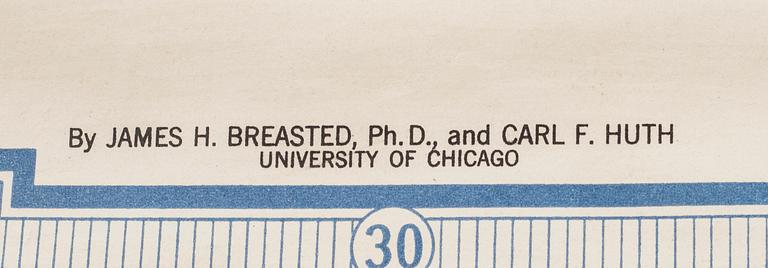 By JAMES H. BREASTED, Ph.D., and CARL F. HUTH
UNIVERSITY OF CHICAGO
30